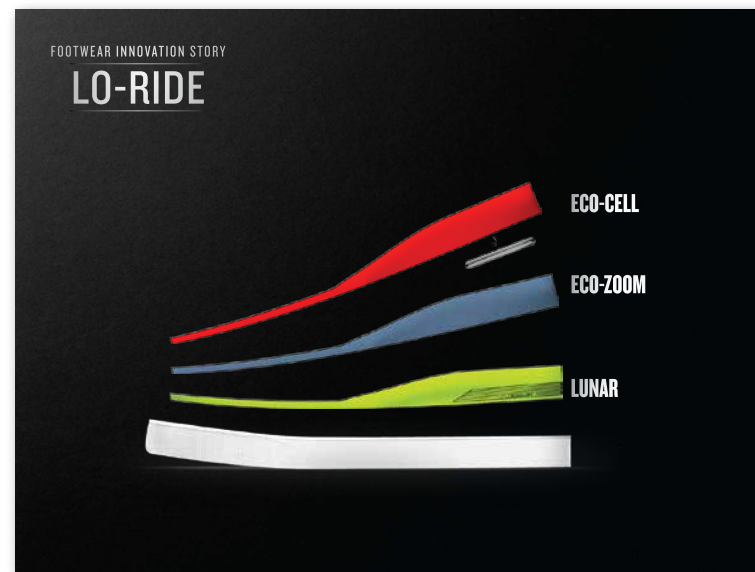 FOOTWEAR INNOVATION STORY
LO-RIDE
ECO-CELL
ECO-ZOOM
LUNAR